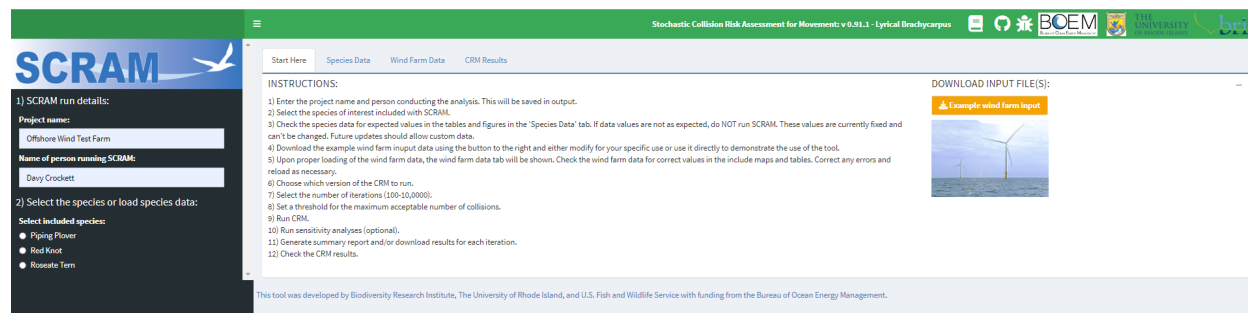 Stochastic Collision Risk Assessment for Movement: v 0.91.1 - Lyrical Brachycarpus
BOEM
Bureau of Ocean Energy Management
THE
UNIVERSITY
OF RHODE ISLAND
bri
SCRAM
1) SCRAM run details:
Project name:
Offshore Wind Test Farm
Name of person running SCRAM:
Davy Crockett
2) Select the species or load species data:
Select included species:
Piping Plover
Red Knot
Roseate Tern
Start Here
Species Data
Wind Farm Data
CRM Results
INSTRUCTIONS:
1) Enter the project name and person conducting the analysis. This will be saved in output.
2) Select the species of interest included with SCRAM.
3) Check the species data for expected values in the tables and figures in the 'Species Data' tab. If data values are not as expected, do NOT run SCRAM. These values are currently fixed and
can't be changed. Future updates should allow custom data.
4) Download the example wind farm inuput data using the button to the right and either modify for your specific use or use it directly to demonstrate the use of the tool.
5) Upon proper loading of the wind farm data, the wind farm data tab will be shown. Check the wind farm data for correct values in the include maps and tables. Correct any errors and
reload as necessary.
6) Choose which version of the CRM to run.
7) Select the number of iterations (100-10,0000).
8) Set a threshold for the maximum acceptable number of collisions.
9) Run CRM.
10) Run sensitivity analyses (optional).
11) Generate summary report and/or download results for each iteration.
12) Check the CRM results.
DOWNLOAD INPUT FILE(S):
Example wind farm input
This tool was developed by Biodiversity Research Institute, The University of Rhode Island, and U.S. Fish and Wildlife Service with funding from the Bureau of Ocean Energy Management.